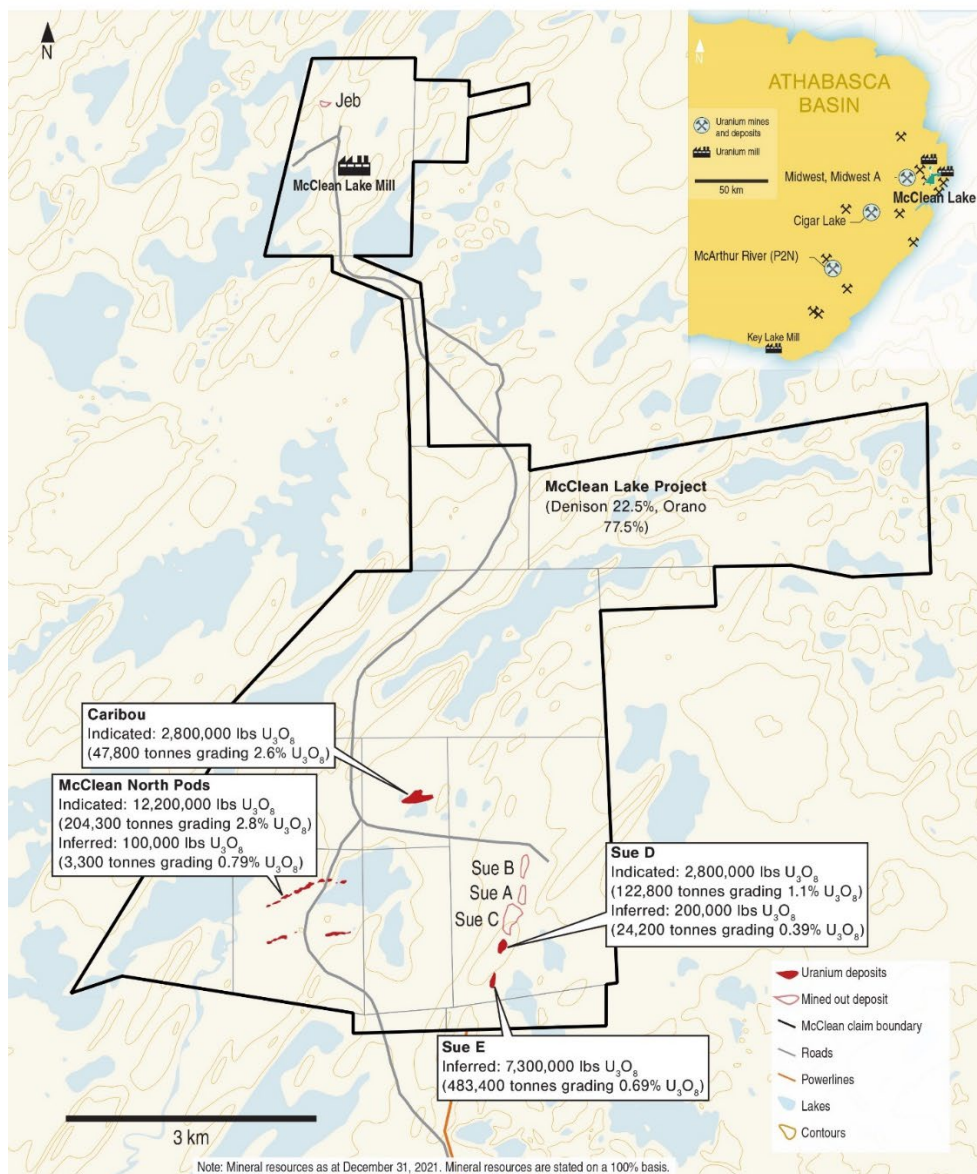 N
Jeb
McClean Lake Mill
N
ATHABASCA
BASIN
Uranium mines
and deposits
Uranium mill
50 km
Midwest, Midwest A
McClean Lake
Cigar Lake
McArthur River (P2N)
Key Lake Mill
McClean Lake Project
(Denison 22.5%, Orano
77.5%)
Caribou
Indicated: 2,800,000 lbs U₃O₈
(47,800 tonnes grading 2.6% U₃O₈)
McClean North Pods
Indicated: 12,200,000 lbs U₃O₈
(204,300 tonnes grading 2.8% U₃O₈)
Inferred: 100,000 lbs U₃O₈
(3,300 tonnes grading 0.79% U₃O₈)
Sue B
Sue A
Sue C
Sue D
Indicated: 2,800,000 lbs U₃O₈
(122,800 tonnes grading 1.1% U₃O₈)
Inferred: 200,000 lbs U₃O₈
(24,200 tonnes grading 0.39% U₃O₈)
Sue E
Inferred: 7,300,000 lbs U₃O₈
(483,400 tonnes grading 0.69% U₃O₈)
Uranium deposits
Mined out deposit
McClean claim boundary
Roads
Powerlines
Lakes
Contours
3 km
Note: Mineral resources as at December 31, 2021. Mineral resources are stated on a 100% basis.